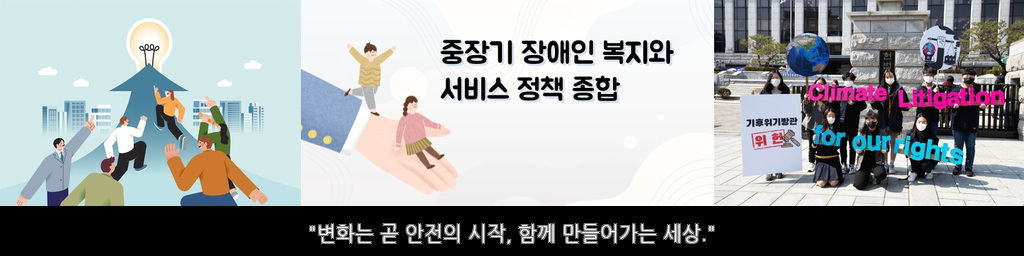 중장기 장애인 복지와
서비스 정책 종합
기후위기방관
위헌
Climate Litigation
for our rights
"변화는 곧 안전의 시작, 함께 만들어가는 세상."